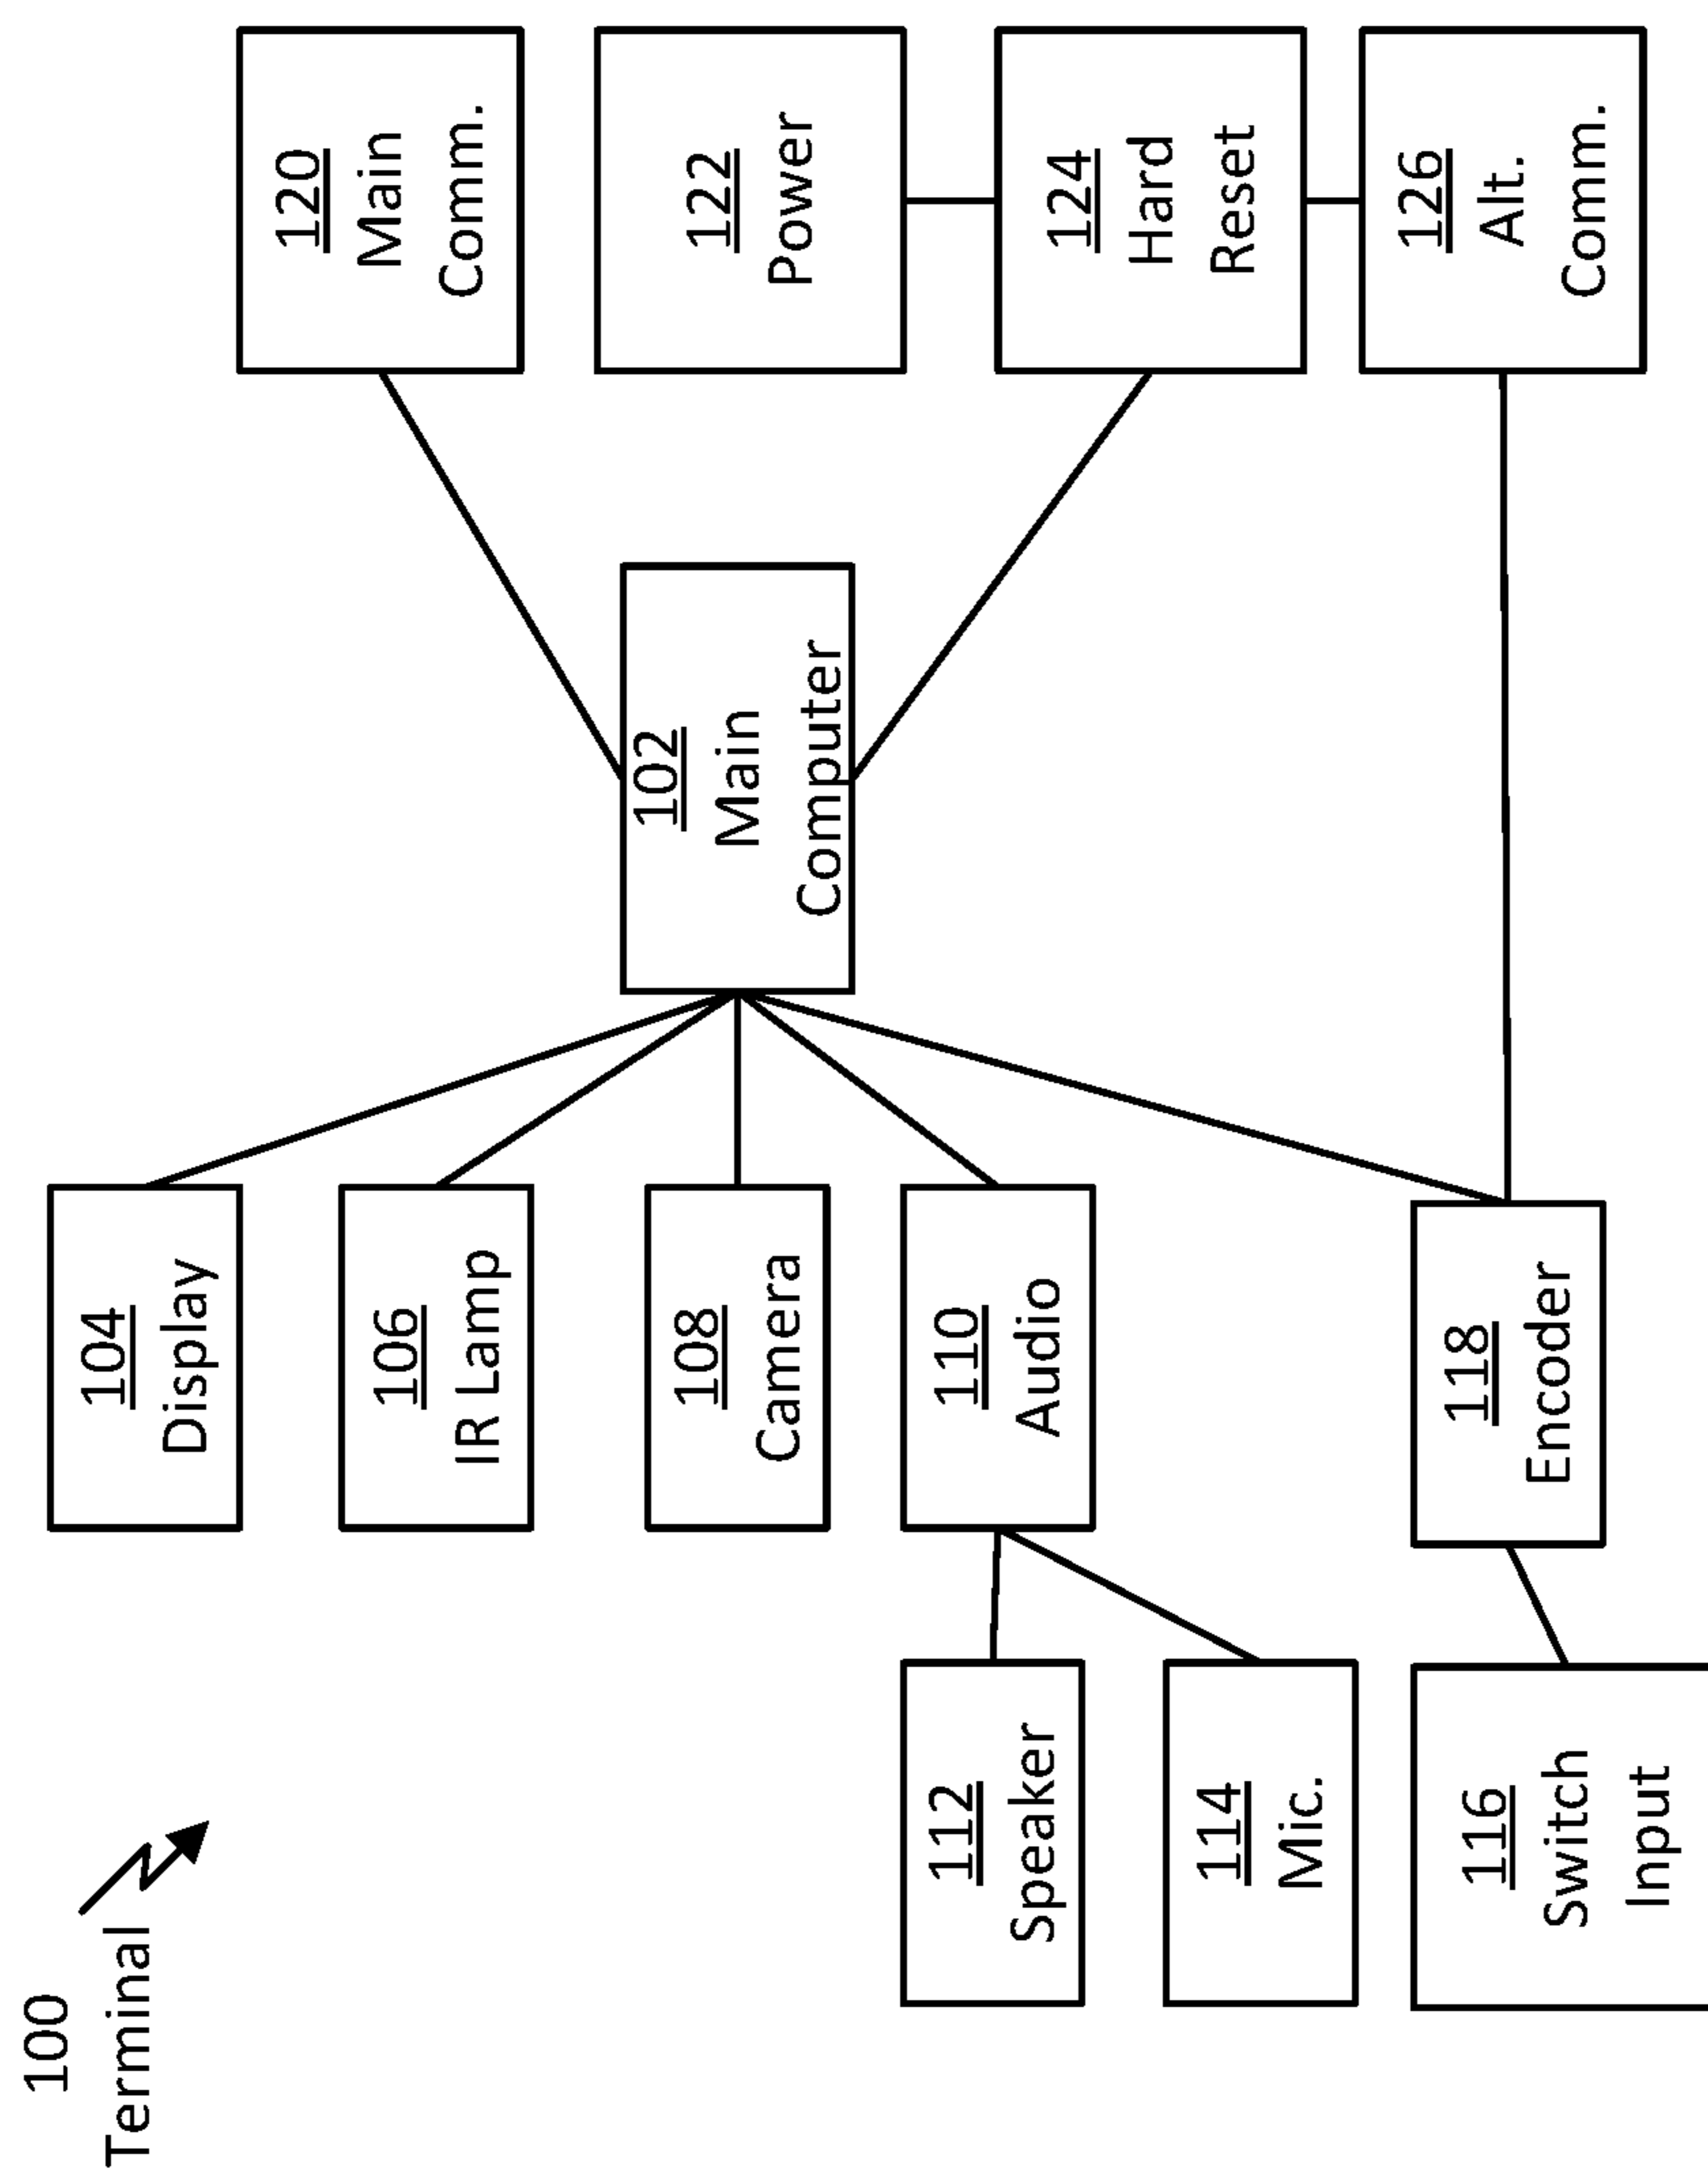 100
Terminal
104
Display
106
IR Lamp
108
Camera
110
Audio
112
Speaker
114
Mic.
116
Switch
Input
118
Encoder
102
Main
Computer
120
Main
Comm.
122
Power
124
Hard
Reset
126
Alt.
Comm.